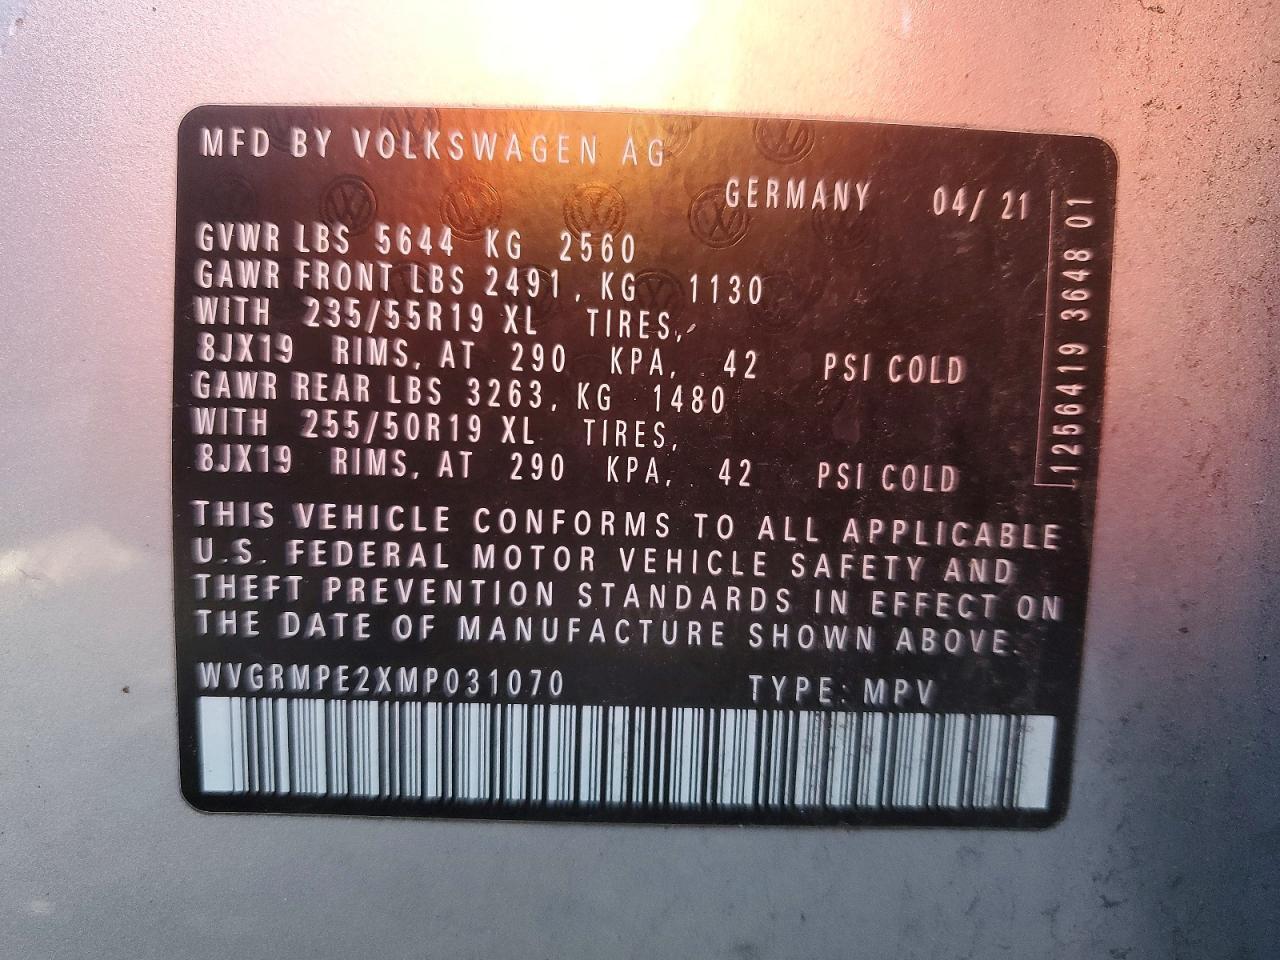 MFD BY VOLKSWAGEN AG
GERMANY 04/ 21
GVWR LBS 5644 KG 2560
GAWR FRONT LBS 2491, KG 1130
WITH 235/55R19 XL TIRES,
8JX19 RIMS, AT 290 KPA, 42 PSI COLD
GAWR REAR LBS 3263, KG 1480
WITH 255/50R19 XL TIRES,
8JX19 RIMS, AT 290 KPA, 42 PSI COLD
THIS VEHICLE CONFORMS TO ALL APPLICABLE
U.S. FEDERAL MOTOR VEHICLE SAFETY AND
THEFT PREVENTION STANDARDS IN EFFECT ON
THE DATE OF MANUFACTURE SHOWN ABOVE.
WVGRMPE2XMP031070 TYPE: MPV
1256419 3648 01